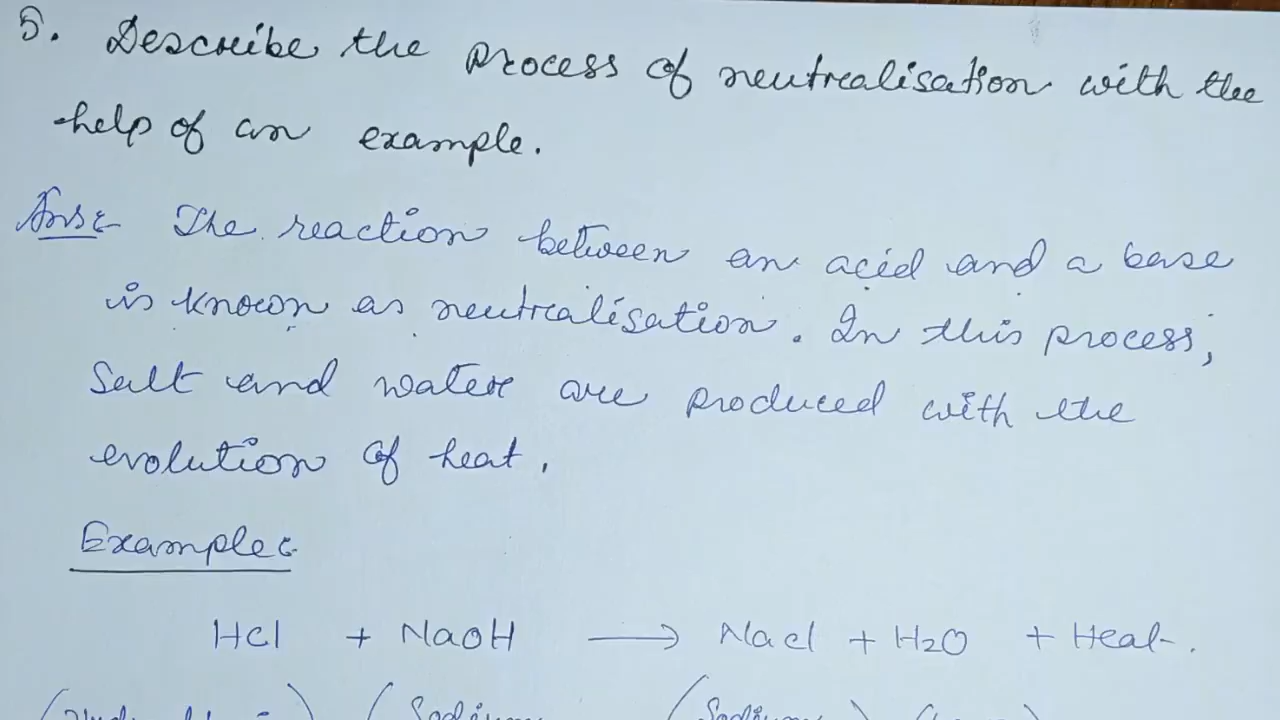 5. Describe the process of neutralisation with the
help of an example.
Ans:- The reaction between an acid and a base
is known as neutralisation. In this process,
Salt and water are produced with the
evolution of heat.
Example:-
HCl + NaOH ⟶ NaCl + H2O + Heat.
(Sodium (Sodium